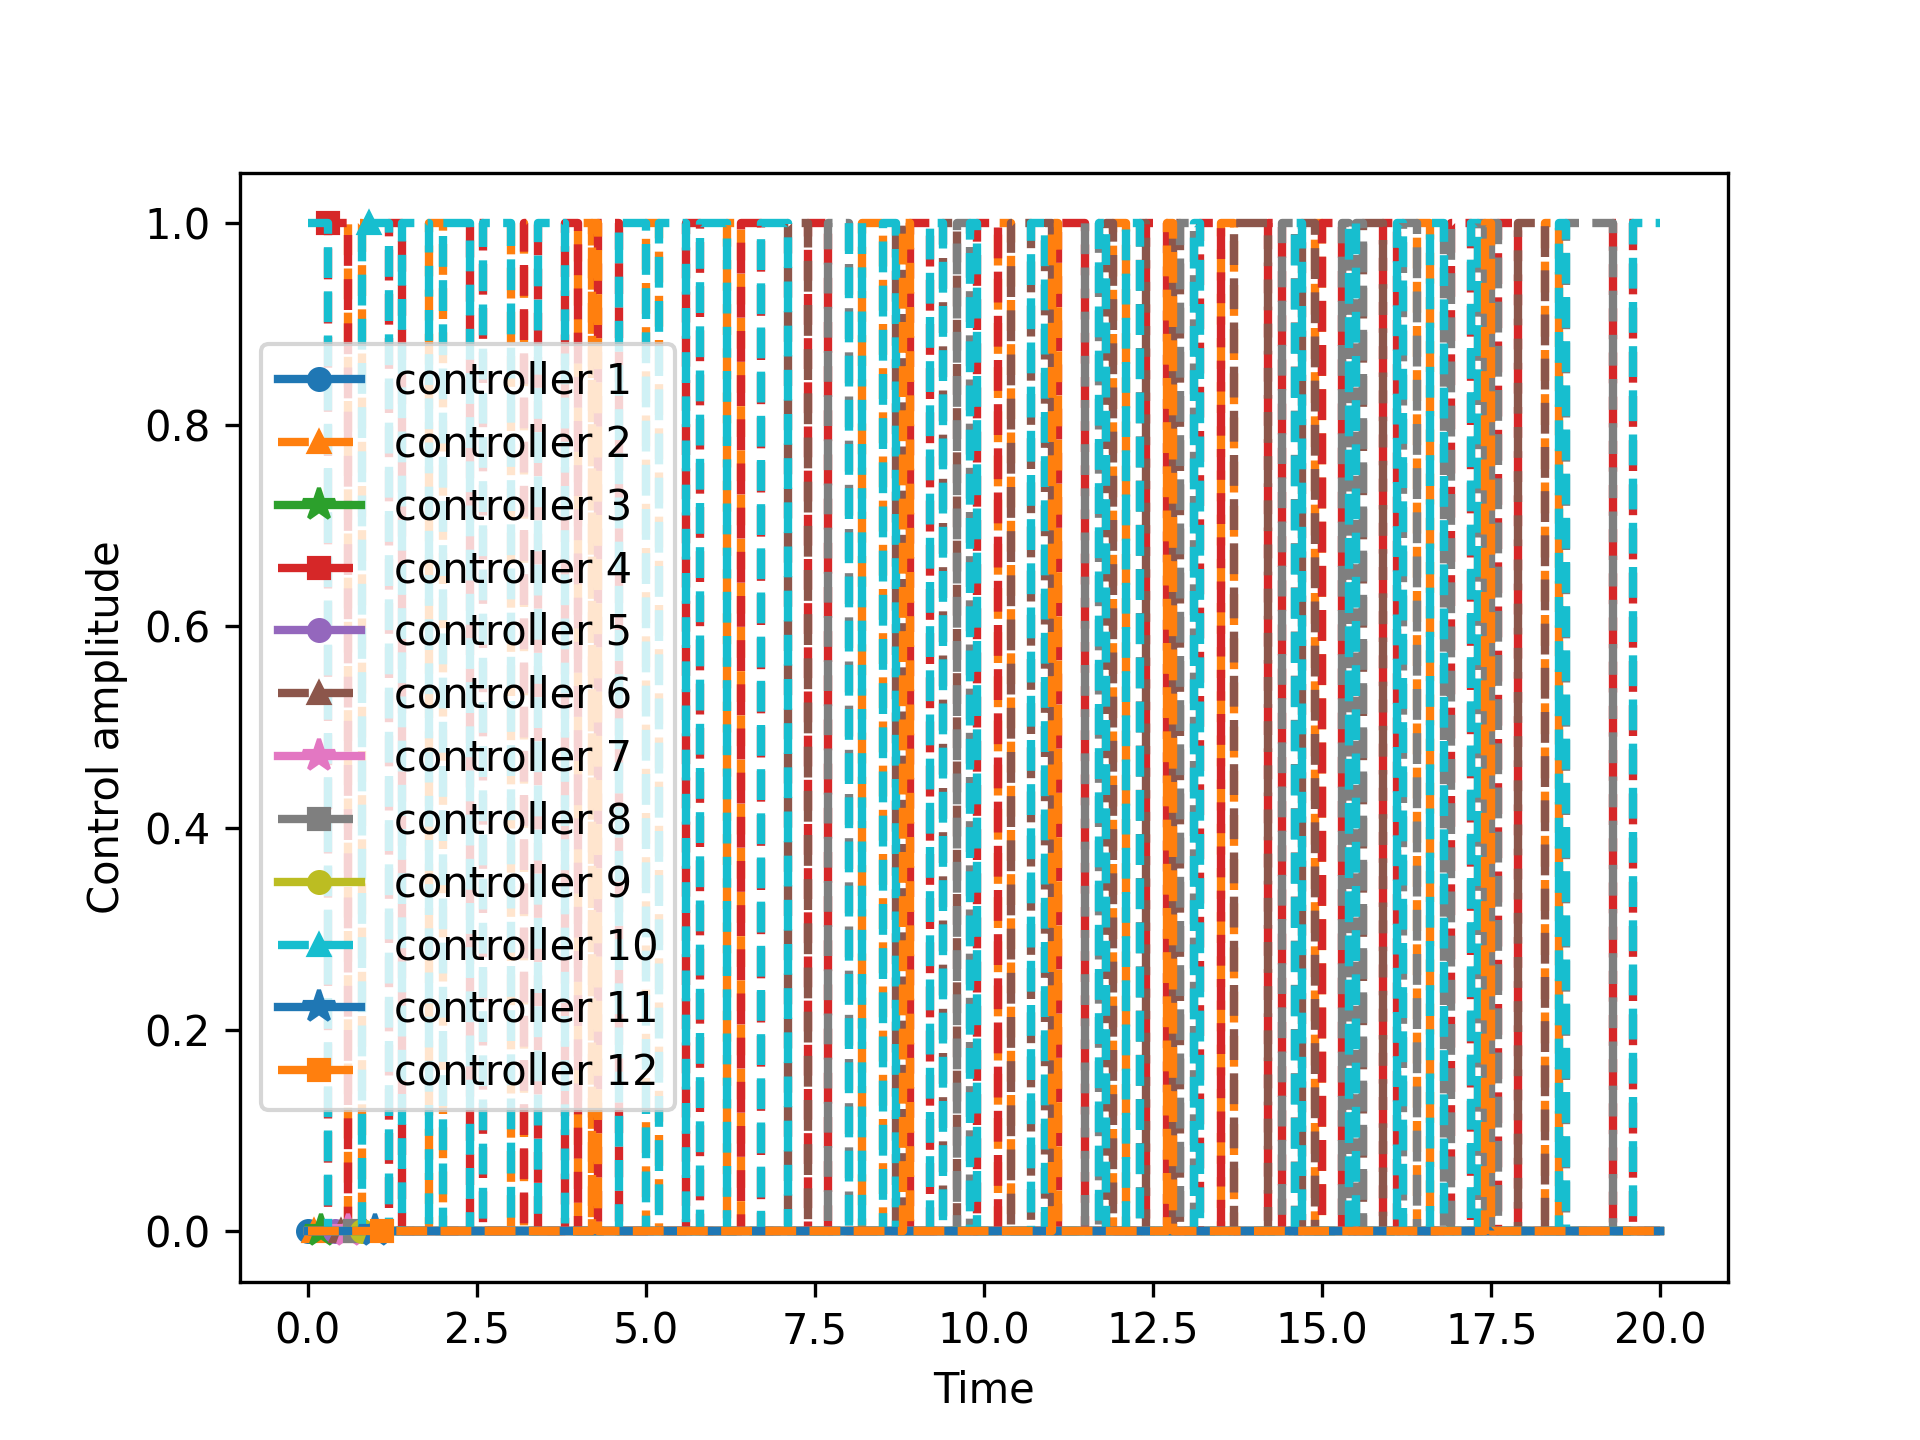 1.0
0.8
0.6
0.4
0.2
0.0
Control amplitude
controller 1
controller 2
controller 3
controller 4
controller 5
controller 6
controller 7
controller 8
controller 9
controller 10
controller 11
controller 12
0.0 2.5 5.0 7.5 10.0 12.5 15.0 17.5 20.0
Time